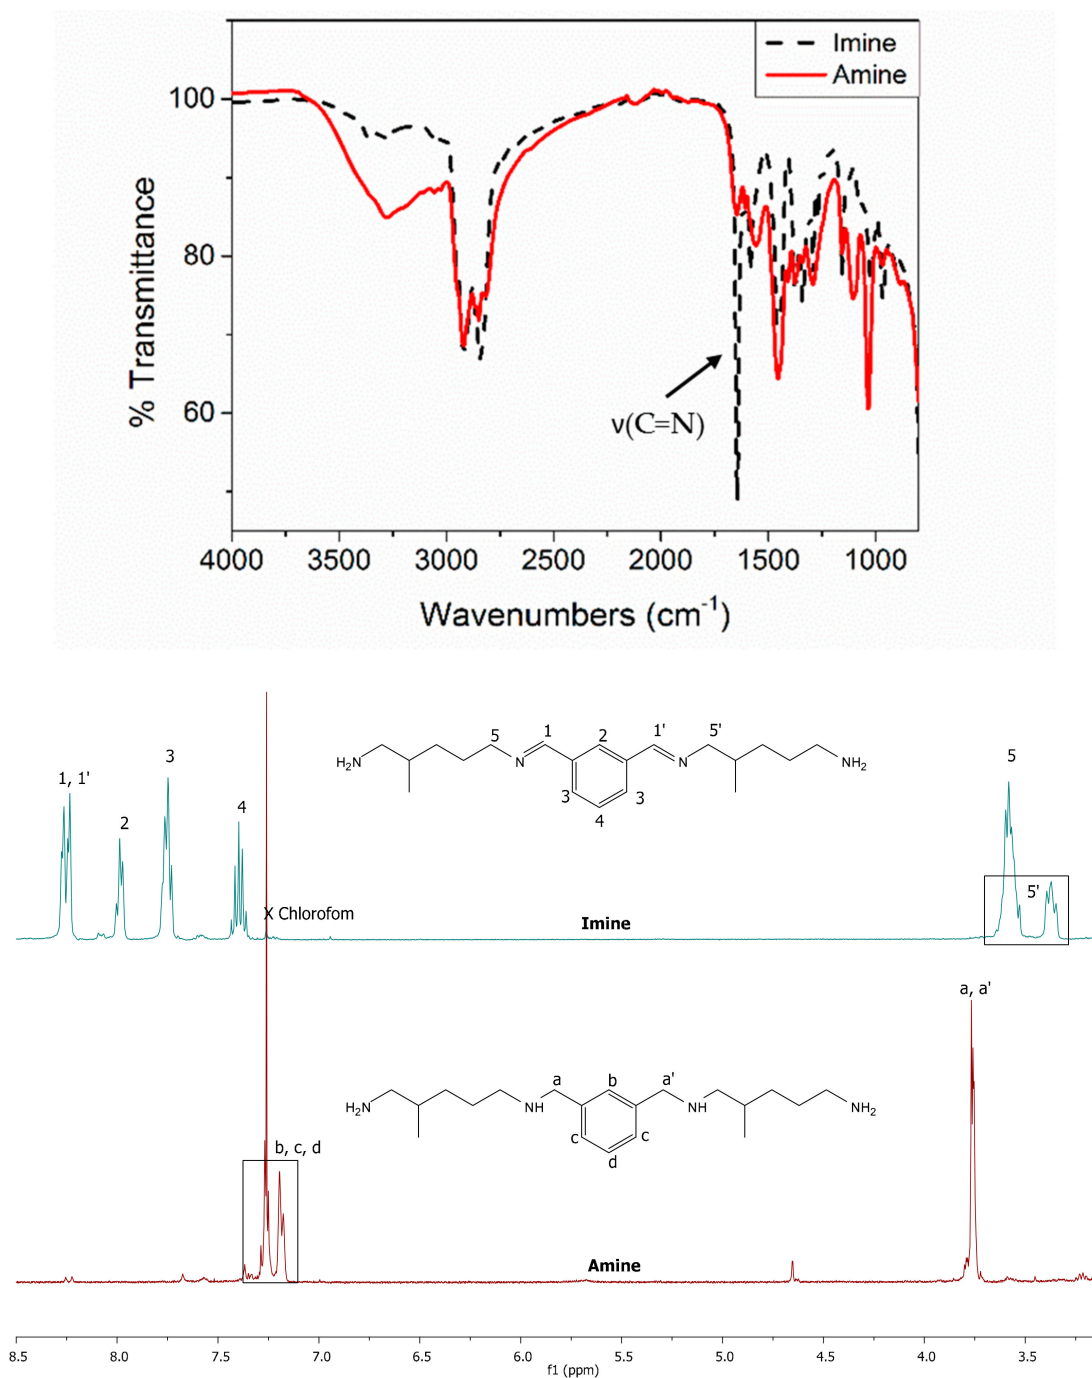 Imine
Amine
100
80
60
% Transmittance
ν(C=N)
4000 3500 3000 2500 2000 1500 1000
Wavenumbers (cm⁻¹)
1, 1'
2
3
4
5
5'
H₂N 5 N 1 2 1' N 5' NH₂
3 3
4
X Chlorofom
Imine
a, a'
H₂N NH a b a' NH NH₂
c c
d
b, c, d
Amine
8.5 8.0 7.5 7.0 6.5 6.0 5.5 5.0 4.5 4.0 3.5
f1 (ppm)